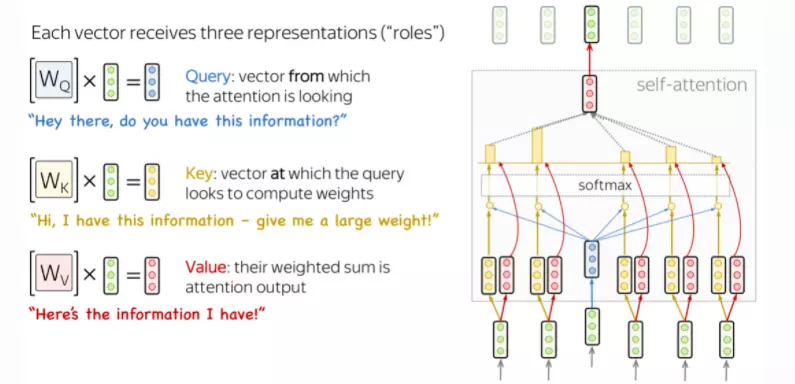 Each vector receives three representations (“roles”)
[W_Q] × = Query: vector from which
the attention is looking
“Hey there, do you have this information?”
[W_K] × = Key: vector at which the query
looks to compute weights
“Hi, I have this information – give me a large weight!”
[W_V] × = Value: their weighted sum is
attention output
“Here’s the information I have!”
self-attention
softmax